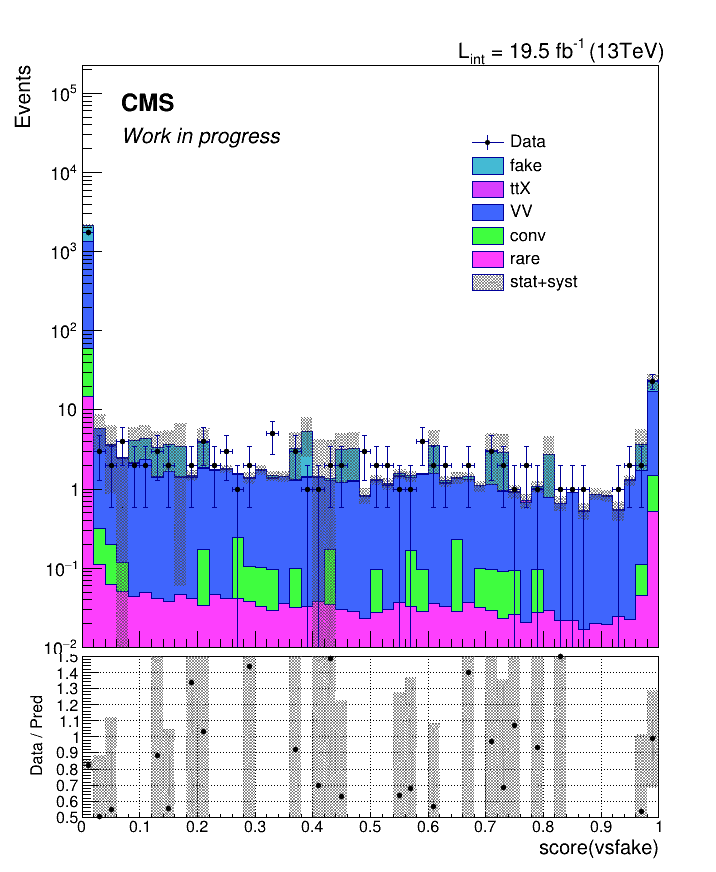 L_int = 19.5 fb^-1 (13TeV)
Events
CMS
Work in progress
Data
fake
ttX
VV
conv
rare
stat+syst
10^5
10^4
10^3
10^2
10
1
10^-1
10^-2
Data / Pred
1.5
1.4
1.3
1.2
1.1
1
0.9
0.8
0.7
0.6
0.5
0 0.1 0.2 0.3 0.4 0.5 0.6 0.7 0.8 0.9 1
score(vsfake)